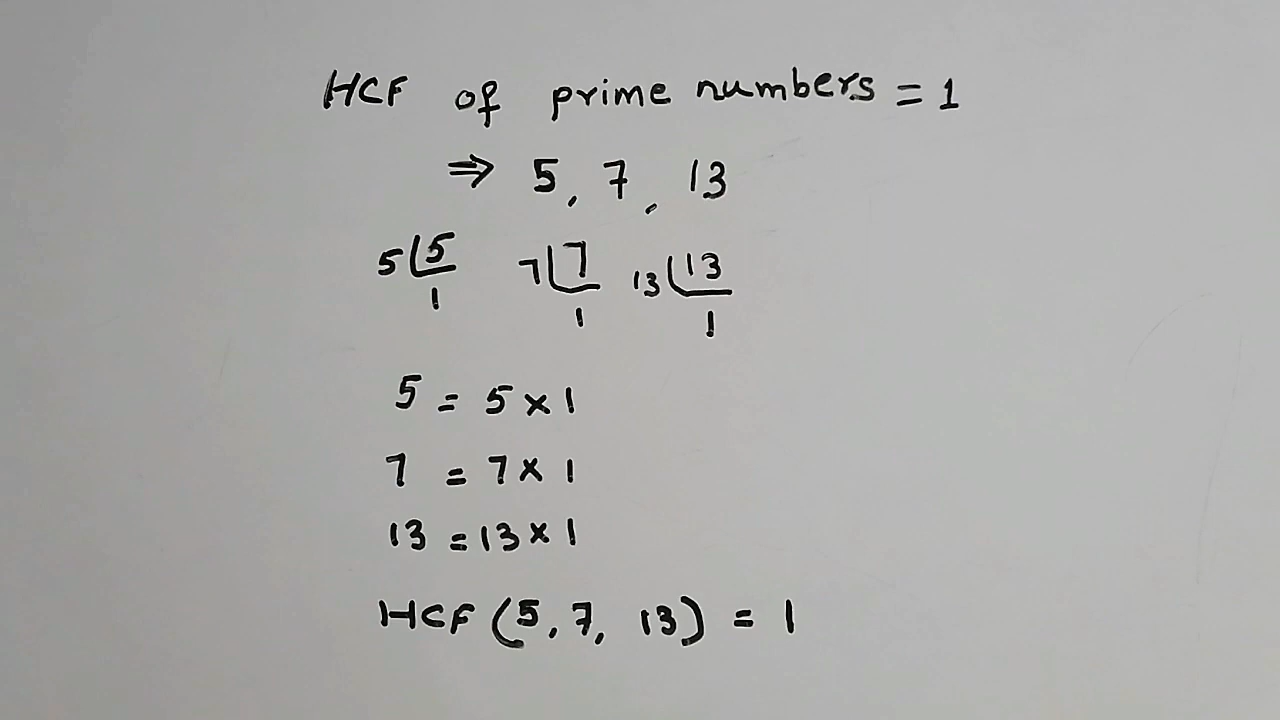 HCF of prime numbers = 1
⇒ 5, 7, 13
5 5 7 7 13 13
1 1 1
5 = 5 × 1
7 = 7 × 1
13 = 13 × 1
HCF (5, 7, 13) = 1